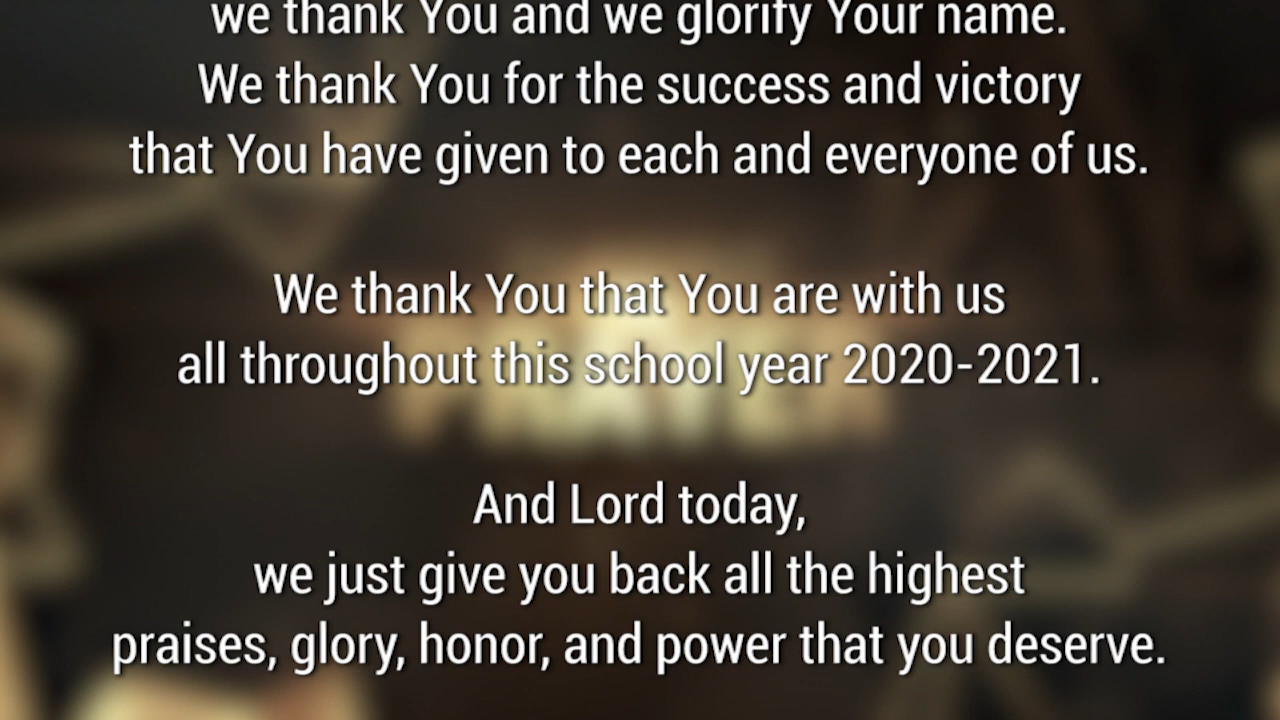 we thank You and we glorify Your name.
We thank You for the success and victory
that You have given to each and everyone of us.
We thank You that You are with us
all throughout this school year 2020-2021.
And Lord today,
we just give you back all the highest
praises, glory, honor, and power that you deserve.